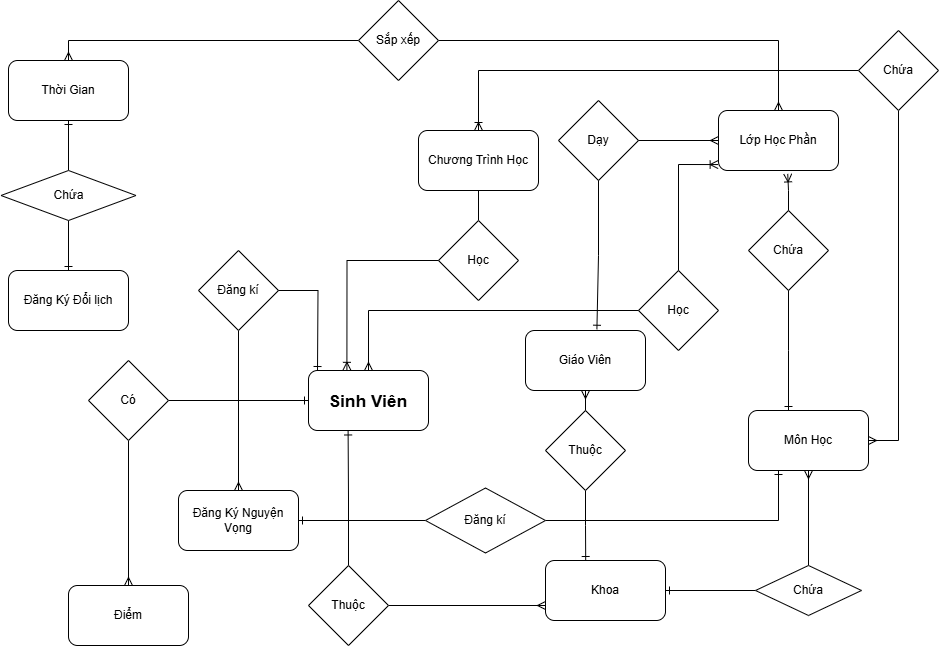 Sắp xếp
Chứa
Thời Gian
Dạy
Lớp Học Phần
Chương Trình Học
Chứa
Chứa
Học
Đăng kí
Đăng Ký Đổi lịch
Học
Giáo Viên
Có
Sinh Viên
Môn Học
Thuộc
Đăng Ký Nguyện
Vọng
Đăng kí
Khoa
Chứa
Thuộc
Điểm